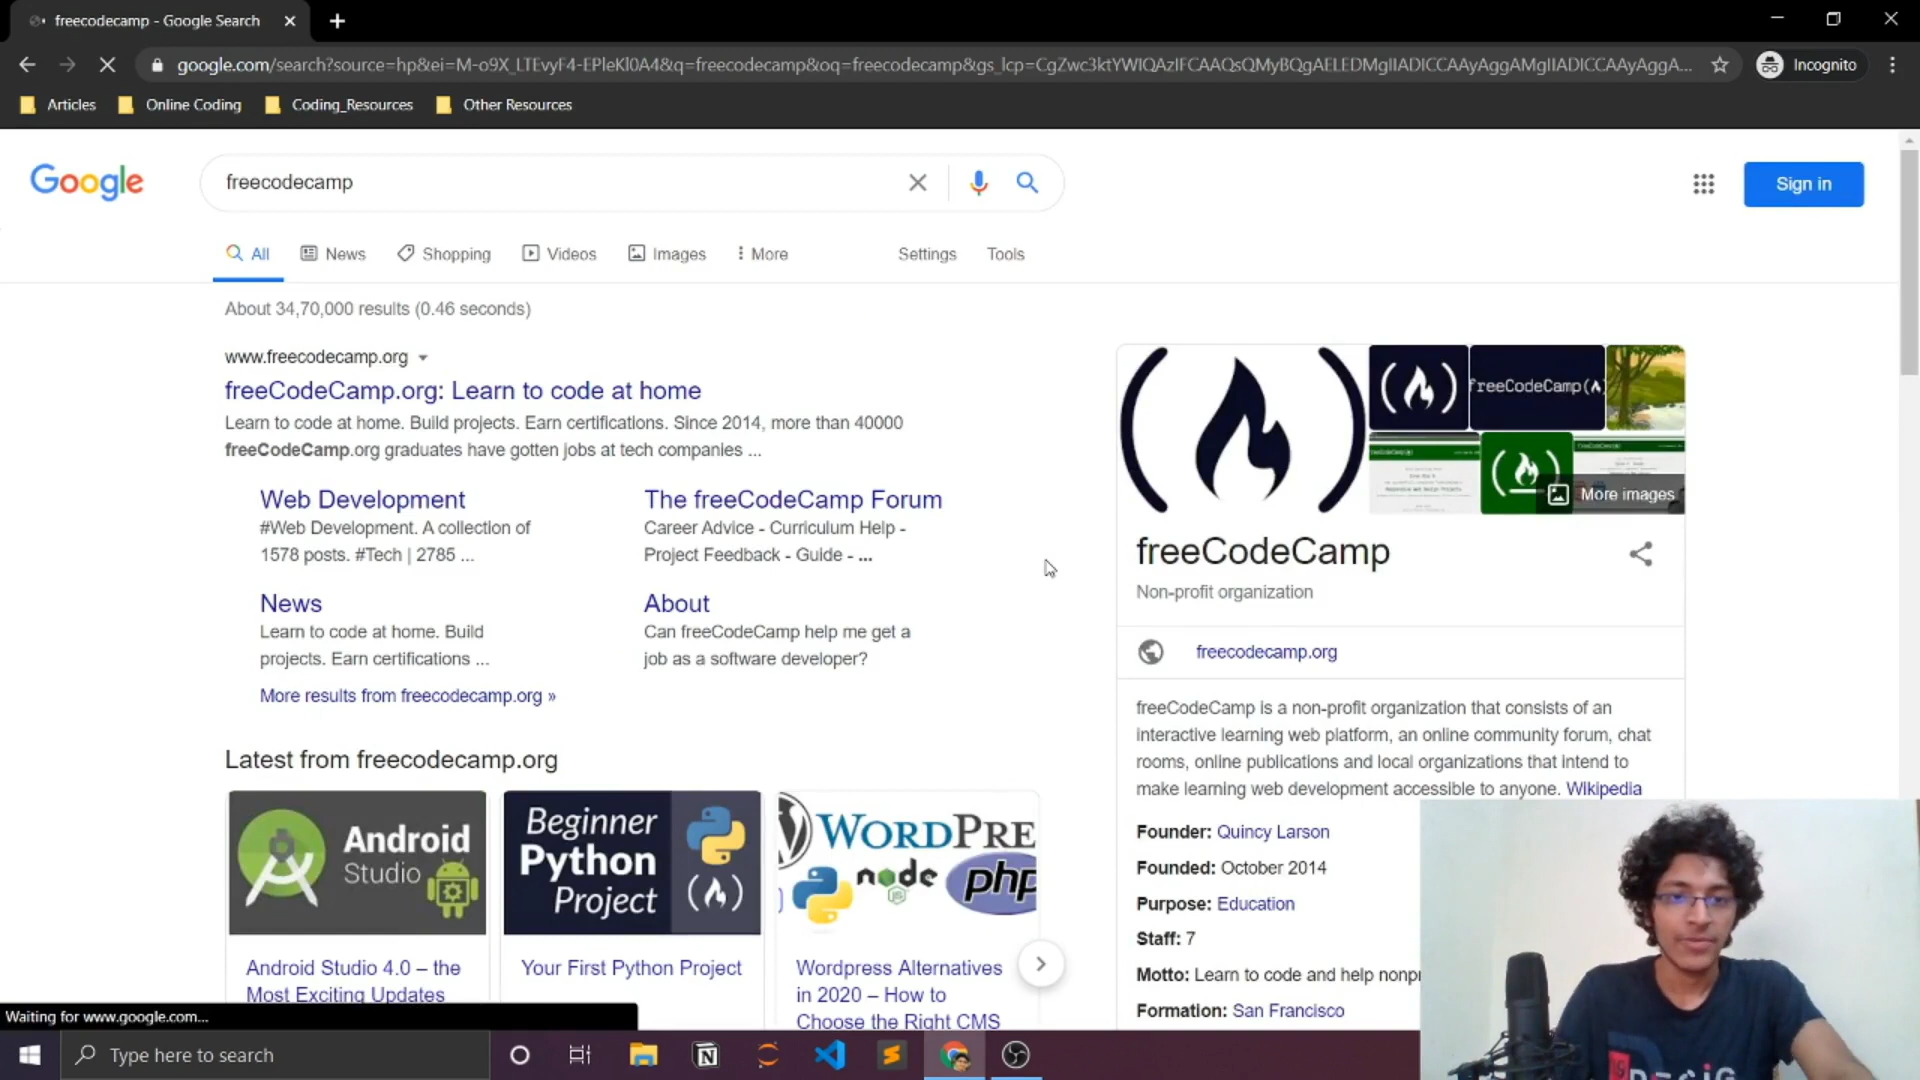 freecodecamp - Google Search
google.com/search?source=hp&ei=M-o9X_LTEvyF4-EPleKl0A4&q=freecodecamp&oq=freecodecamp&gs_lcp=CgZwc3ktYWIQAzIFCAAQsQMyBQgAELEDMgIIADICCAAyAggAMgIIADICCAAyAggA...
Incognito
Articles
Online Coding
Coding_Resources
Other Resources
Google
freecodecamp
Sign in
All
News
Shopping
Videos
Images
More
Settings
Tools
About 34,70,000 results (0.46 seconds)
www.freecodecamp.org
freeCodeCamp.org: Learn to code at home
Learn to code at home. Build projects. Earn certifications. Since 2014, more than 40000
freeCodeCamp.org graduates have gotten jobs at tech companies ...
Web Development
#Web Development. A collection of
1578 posts. #Tech | 2785 ...
The freeCodeCamp Forum
Career Advice - Curriculum Help -
Project Feedback - Guide - ...
News
Learn to code at home. Build
projects. Earn certifications ...
About
Can freeCodeCamp help me get a
job as a software developer?
More results from freecodecamp.org »
Latest from freecodecamp.org
Android
Studio
Beginner
Python
Project
WORDPRE
node
php
Android Studio 4.0 – the
Most Exciting Updates
Your First Python Project
Wordpress Alternatives
in 2020 – How to
Choose the Right CMS
freeCodeCamp
More images
freeCodeCamp
Non-profit organization
freecodecamp.org
freeCodeCamp is a non-profit organization that consists of an
interactive learning web platform, an online community forum, chat
rooms, online publications and local organizations that intend to
make learning web development accessible to anyone. Wikipedia
Founder: Quincy Larson
Founded: October 2014
Purpose: Education
Staff: 7
Motto: Learn to code and help nonpr
Formation: San Francisco
Waiting for www.google.com...
Type here to search